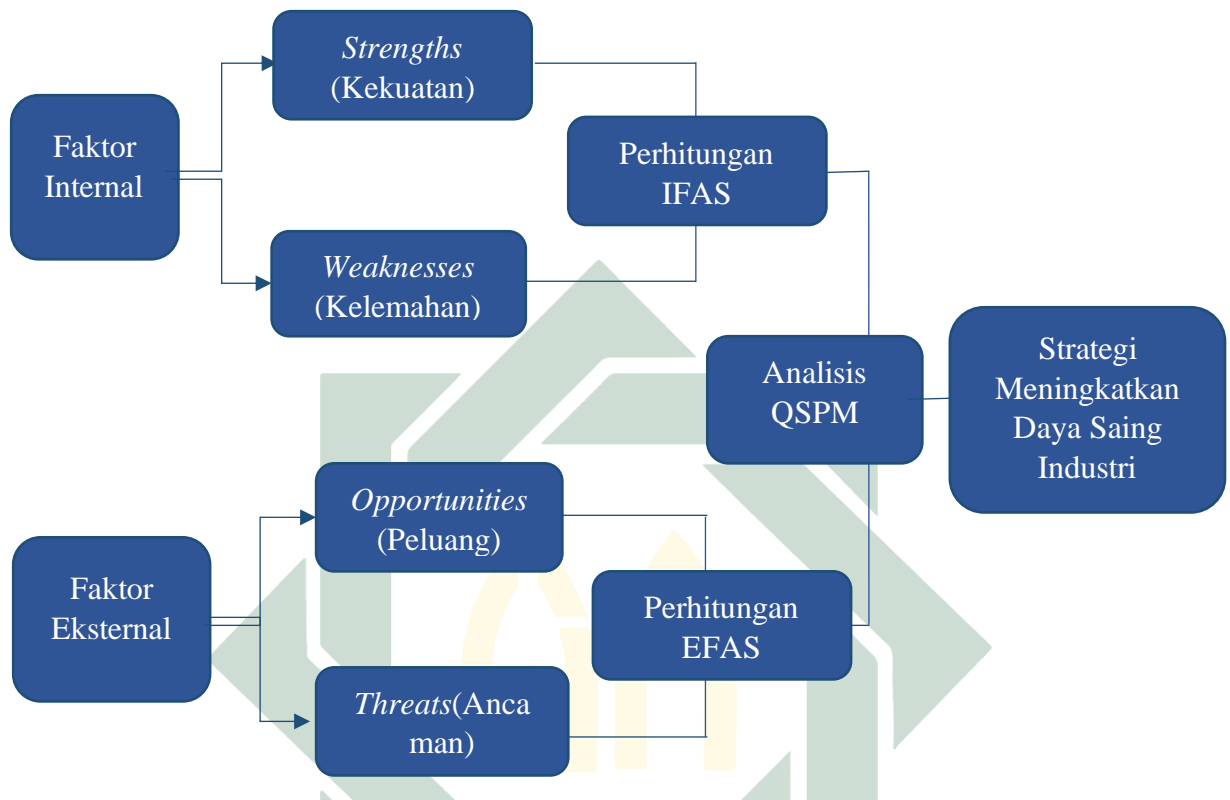 Strengths
(Kekuatan)
Faktor
Internal
Perhitungan
IFAS
Weaknesses
(Kelemahan)
Analisis
QSPM
Strategi
Meningkatkan
Daya Saing
Industri
Opportunities
(Peluang)
Faktor
Eksternal
Perhitungan
EFAS
Threats(Anca
man)